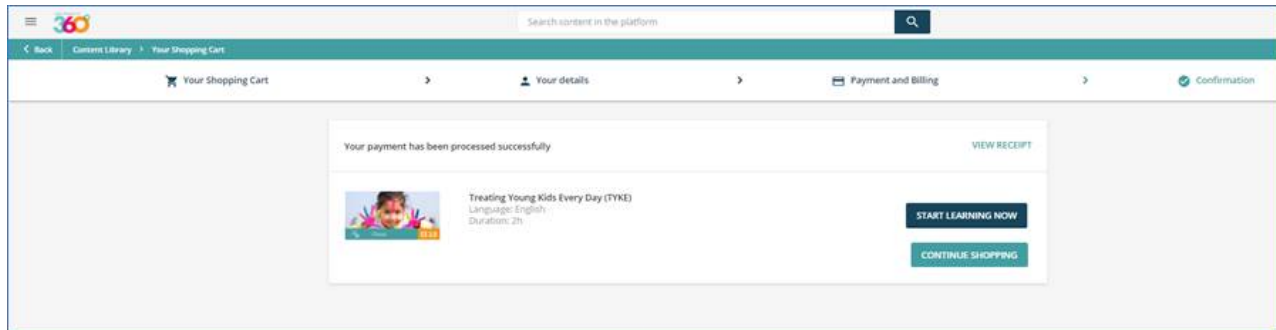 360°
Search content in the platform
Back
Content Library > Your Shopping Cart
Your Shopping Cart > Your details > Payment and Billing > Confirmation
Your payment has been processed successfully
VIEW RECEIPT
Treating Young Kids Every Day (TYKE)
Language: English
Duration: 2h
START LEARNING NOW
CONTINUE SHOPPING